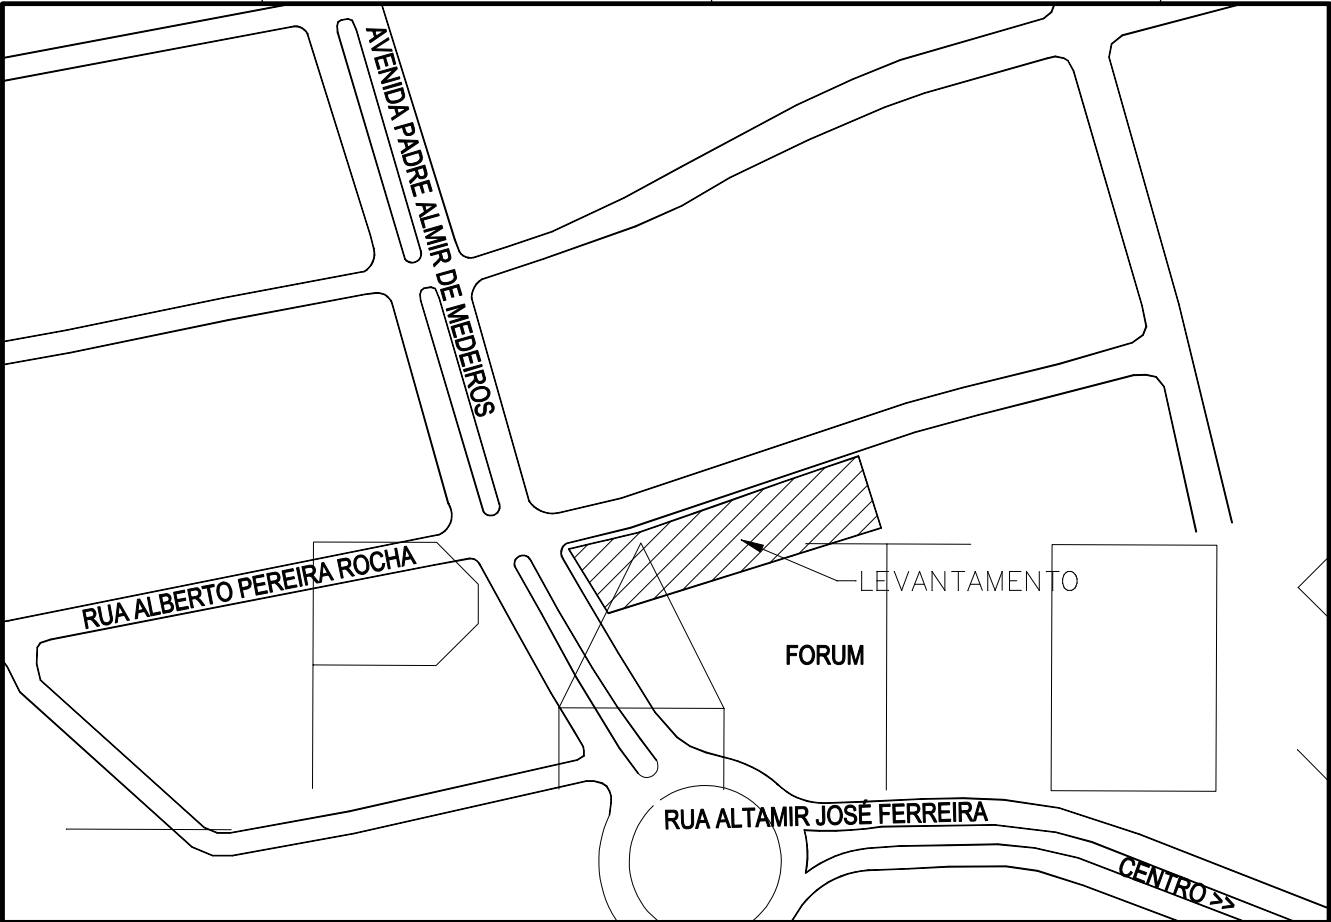 AVENIDA PADRE ALMIR DE MEDEIROS
RUA ALBERTO PEREIRA ROCHA
LEVANTAMENTO
FORUM
RUA ALTAMIR JOSÉ FERREIRA
CENTRO >>